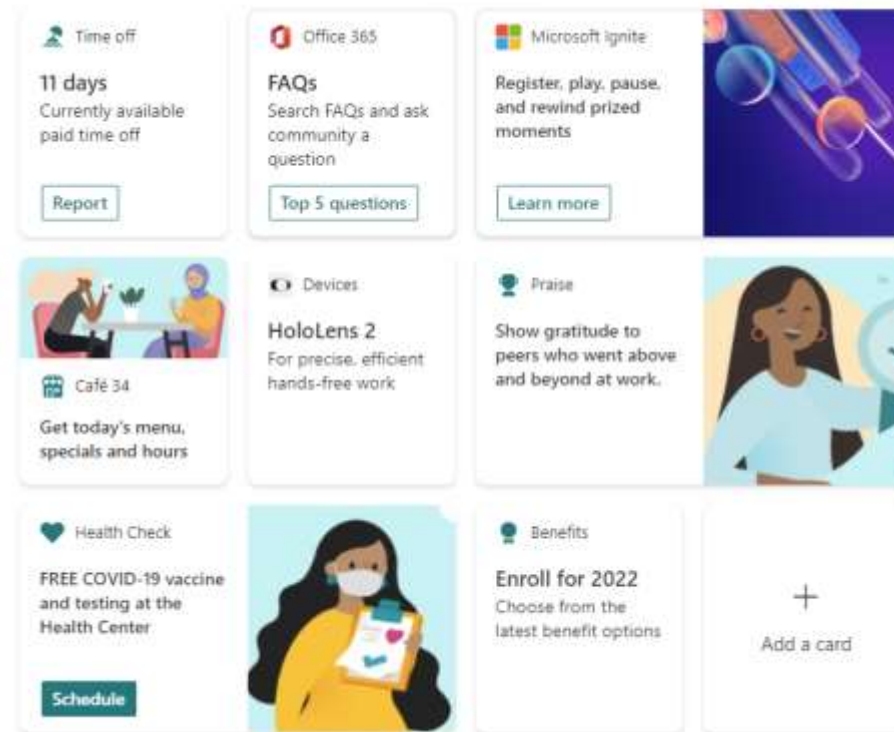 Time off
11 days
Currently available
paid time off
Report
Office 365
FAQs
Search FAQs and ask
community a
question
Top 5 questions
Microsoft Ignite
Register, play, pause,
and rewind prized
moments
Learn more
Café 34
Get today's menu,
specials and hours
Devices
HoloLens 2
For precise, efficient
hands-free work
Praise
Show gratitude to
peers who went above
and beyond at work.
Health Check
FREE COVID-19 vaccine
and testing at the
Health Center
Schedule
Benefits
Enroll for 2022
Choose from the
latest benefit options
Add a card